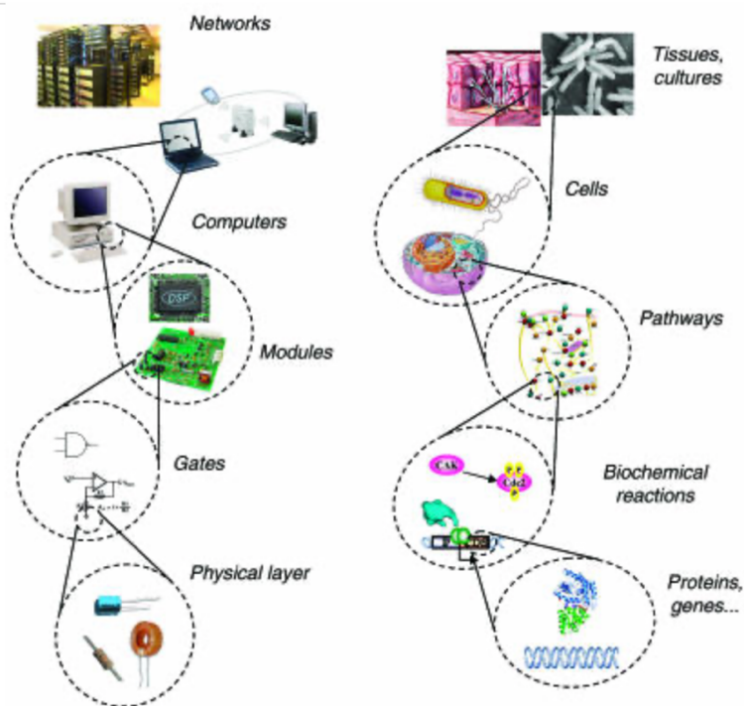 Networks
Computers
DSP
Modules
Gates
Physical layer
Tissues,
cultures
Cells
Pathways
Biochemical
reactions
CAK
P P
Cdc2
P
Proteins,
genes...